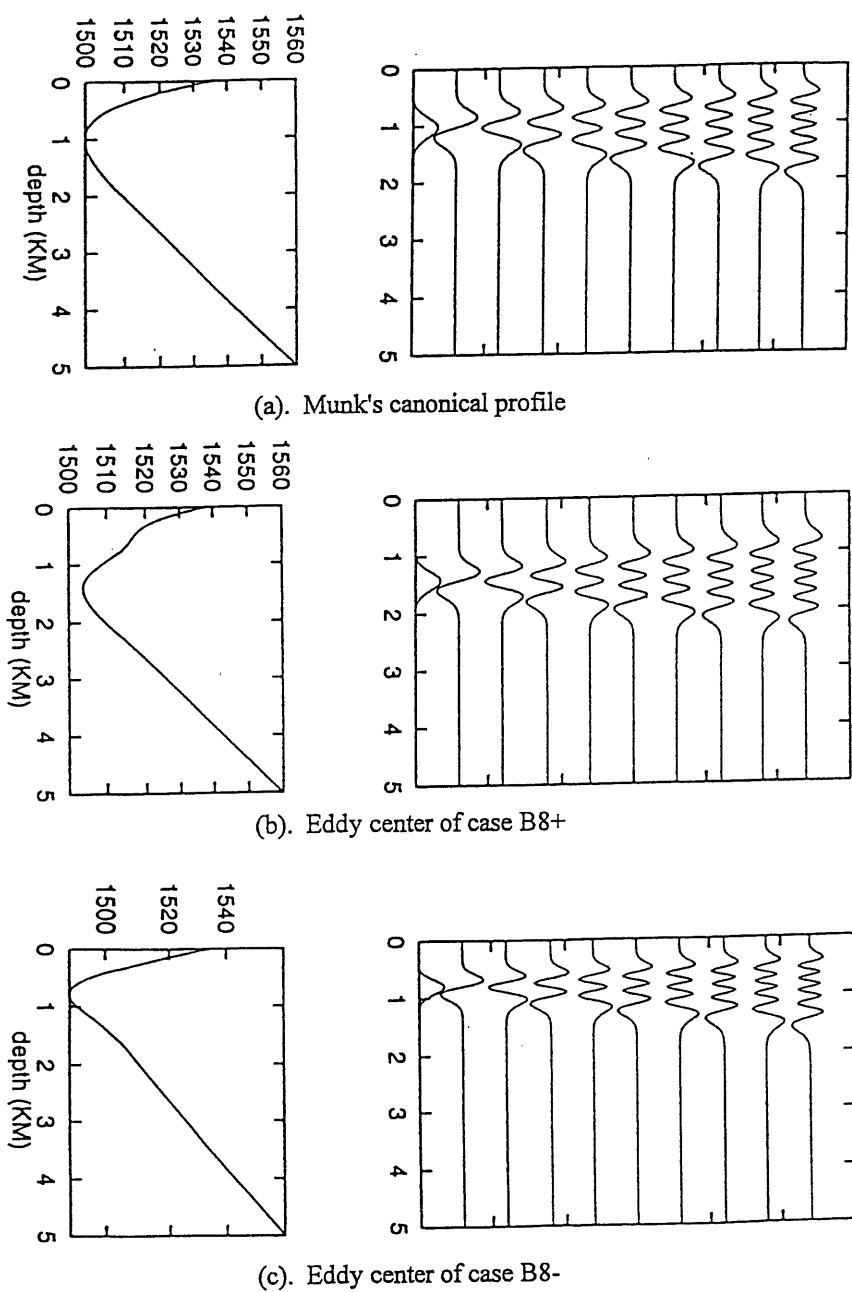 1560
1550
1540
1530
1520
1510
1500
0 1 2 3 4 5
depth (KM)
0 1 2 3 4 5
(a). Munk's canonical profile
1560
1550
1540
1530
1520
1510
1500
0 1 2 3 4 5
depth (KM)
0 1 2 3 4 5
(b). Eddy center of case B8+
1540
1520
1500
0 1 2 3 4 5
depth (KM)
0 1 2 3 4 5
(c). Eddy center of case B8-